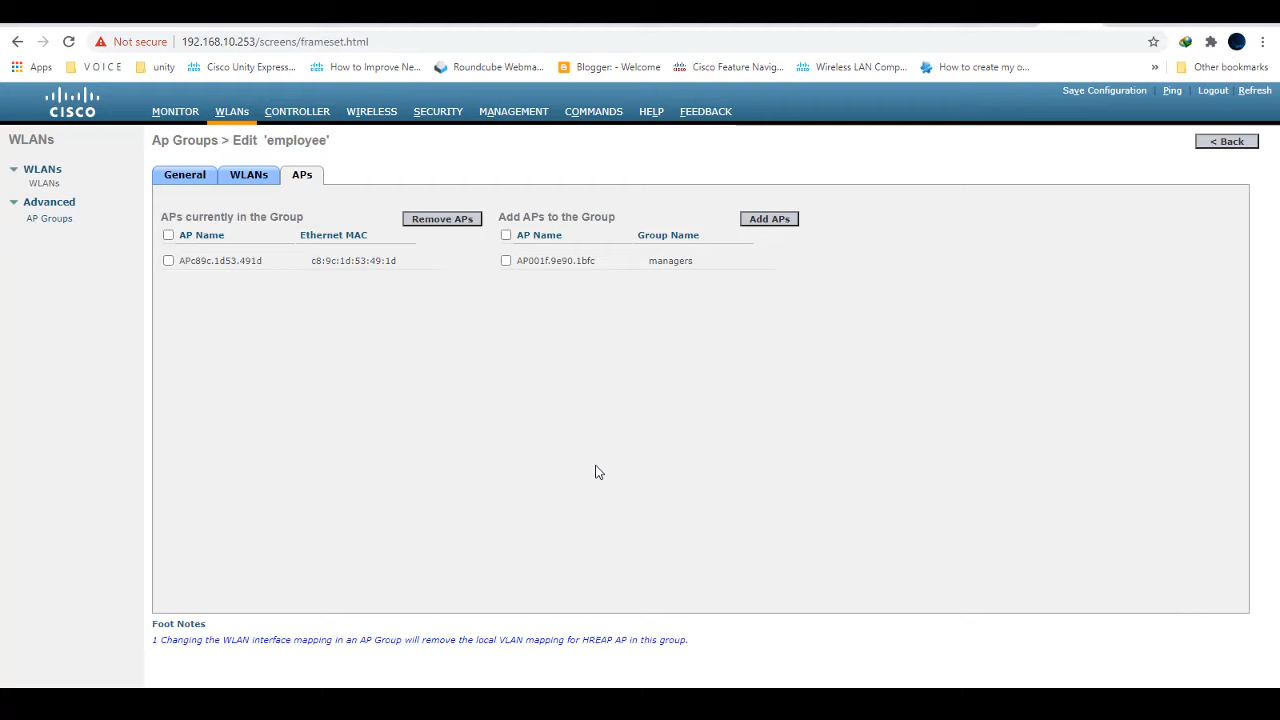 Not secure 192.168.10.253/screens/frameset.html
Apps V O I C E unity Cisco Unity Express... How to Improve Ne... Roundcube Webma... Blogger: - Welcome Cisco Feature Navig... Wireless LAN Comp... How to create my o... » Other bookmarks
Save Configuration Ping Logout Refresh
CISCO
MONITOR WLANs CONTROLLER WIRELESS SECURITY MANAGEMENT COMMANDS HELP FEEDBACK
WLANs
WLANs
WLANs
Advanced
AP Groups
Ap Groups > Edit 'employee'
< Back
General WLANs APs
APs currently in the Group Remove APs
AP Name Ethernet MAC
APc89c.1d53.491d c8:9c:1d:53:49:1d
Add APs to the Group Add APs
AP Name Group Name
AP001f.9e90.1bfc managers
Foot Notes
1 Changing the WLAN interface mapping in an AP Group will remove the local VLAN mapping for HREAP AP in this group.